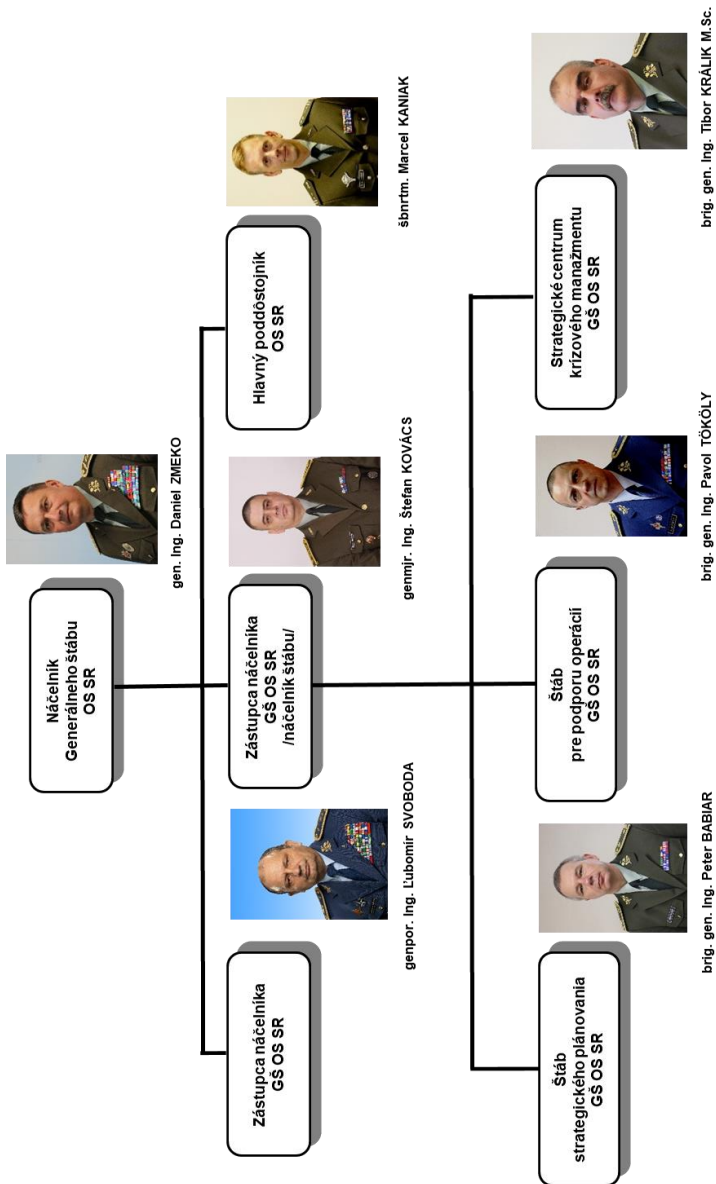 Náčelník
Generálneho štábu
OS SR
gen. Ing. Daniel ZMEKO
Zástupca náčelníka
GŠ OS SR
genpor. Ing. Ľubomír SVOBODA
Zástupca náčelníka
GŠ OS SR
/náčelník štábu/
genmjr. Ing. Štefan KOVÁCS
Hlavný poddôstojník
OS SR
šbnrtm. Marcel KANIAK
Štáb
strategického plánovania
GŠ OS SR
brig. gen. Ing. Peter BABIAR
Štáb
pre podporu operácií
GŠ OS SR
brig. gen. Ing. Pavol TÖKÖLY
Strategické centrum
krízového manažmentu
GŠ OS SR
brig. gen. Ing. Tibor KRÁLIK M.Sc.